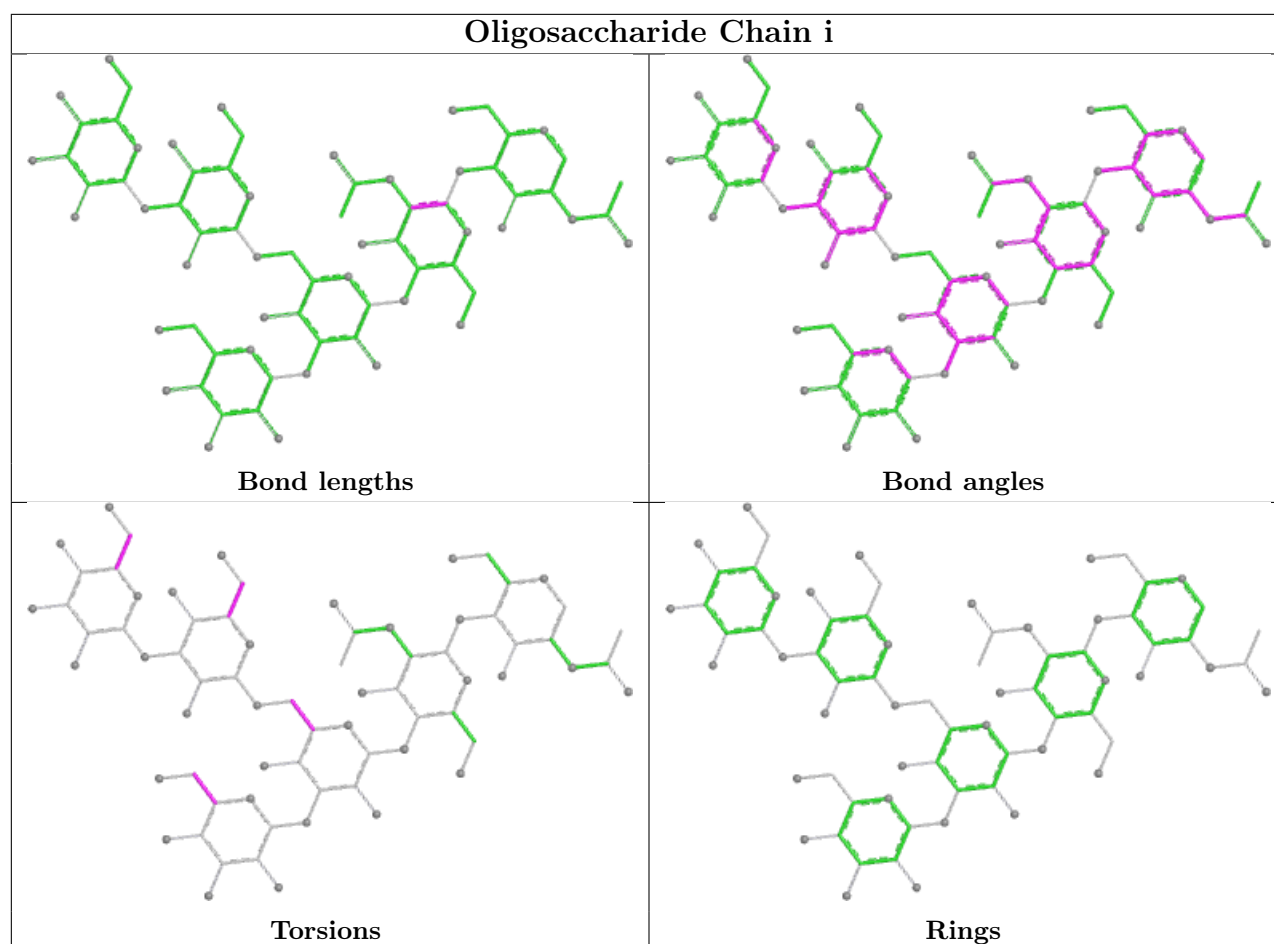 Oligosaccharide Chain i
Bond lengths
Bond angles
Torsions
Rings